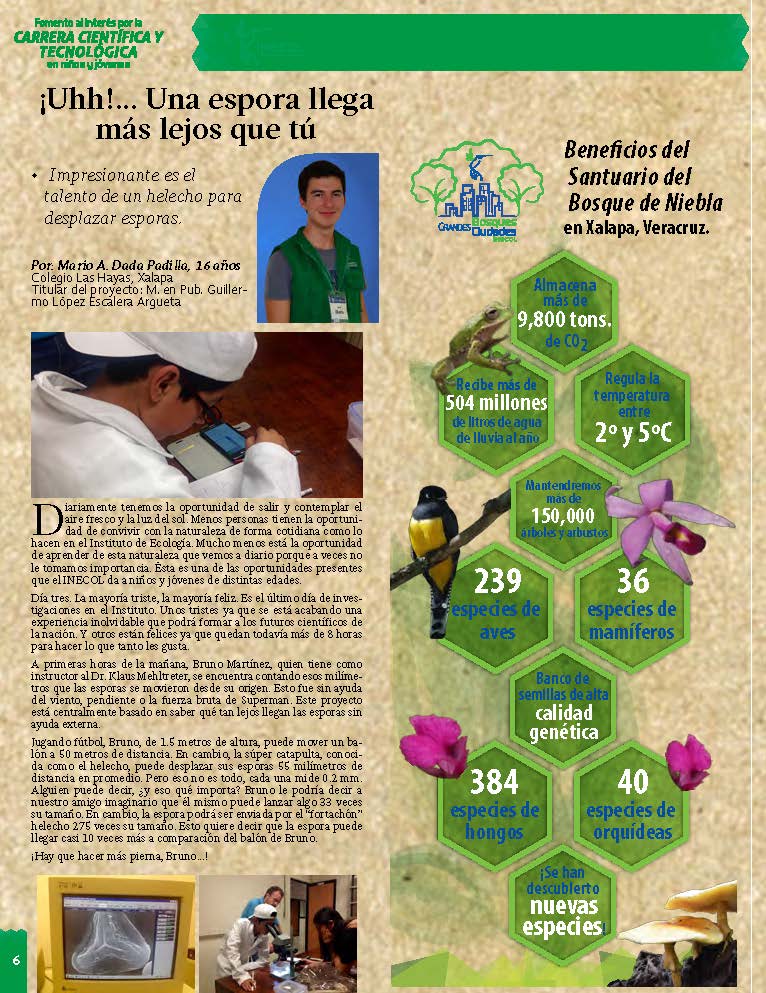 Fomento al interés por la
CARRERA CIENTÍFICA Y
TECNOLÓGICA
en niños y jóvenes
¡Uhh!... Una espora llega
más lejos que tú
• Impresionante es el
talento de un helecho para
desplazar esporas.
Por: Mario A. Dada Padilla, 16 años
Colegio Las Hayas, Xalapa
Titular del proyecto: M. en Pub. Guiller-
mo López Escalera Argueta
Diariamente tenemos la oportunidad de salir y contemplar el
aire fresco y la luz del sol. Menos personas tienen la oportuni-
dad de convivir con la naturaleza de forma cotidiana como lo
hacen en el Instituto de Ecología. Mucho menos está la oportunidad
de aprender de esta naturaleza que vemos a diario porque a veces no
le tomamos importancia. Ésta es una de las oportunidades presentes
que el INECOL da a niños y jóvenes de distintas edades.
Día tres. La mayoría triste, la mayoría feliz. Es el último día de inves-
tigaciones en el Instituto. Unos tristes ya que se está acabando una
experiencia inolvidable que podrá formar a los futuros científicos de
la nación. Y otros están felices ya que quedan todavía más de 8 horas
para hacer lo que tanto les gusta.
A primeras horas de la mañana, Bruno Martínez, quien tiene como
instructor al Dr. Klaus Mehltreter, se encuentra contando esos milíme-
tros que las esporas se movieron desde su origen. Esto fue sin ayuda
del viento, pendiente o la fuerza bruta de Superman. Este proyecto
está centralmente basado en saber qué tan lejos llegan las esporas sin
ayuda externa.
Jugando fútbol, Bruno, de 1.5 metros de altura, puede mover un ba-
lón a 50 metros de distancia. En cambio, la súper catapulta, conoci-
da como el helecho, puede desplazar sus esporas 55 milímetros de
distancia en promedio. Pero eso no es todo, cada una mide 0.2 mm.
Alguien puede decir, ¿y eso qué importa? Bruno le podría decir a
nuestro amigo imaginario que él mismo puede lanzar algo 33 veces
su tamaño. En cambio, la espora podrá ser enviada por el "fortachón"
helecho 275 veces su tamaño. Esto quiere decir que la espora puede
llegar casi 10 veces más a comparación del balón de Bruno.
¡Hay que hacer más pierna, Bruno...!
6
GRANDES Bosques
Ciudades
INECOL
Beneficios del
Santuario del
Bosque de Niebla
en Xalapa, Veracruz.
Almacena
más de
9,800 tons.
de CO2
Recibe más de
504 millones
de litros de agua
de lluvia al año
Regula la
temperatura
entre
2º y 5ºC
Mantendremos
más de
150,000
árboles y arbustos
239
especies de
aves
36
especies de
mamíferos
Banco de
semillas de alta
calidad
genética
384
especies de
hongos
40
especies de
orquídeas
¡Se han
descubierto
nuevas
especies!